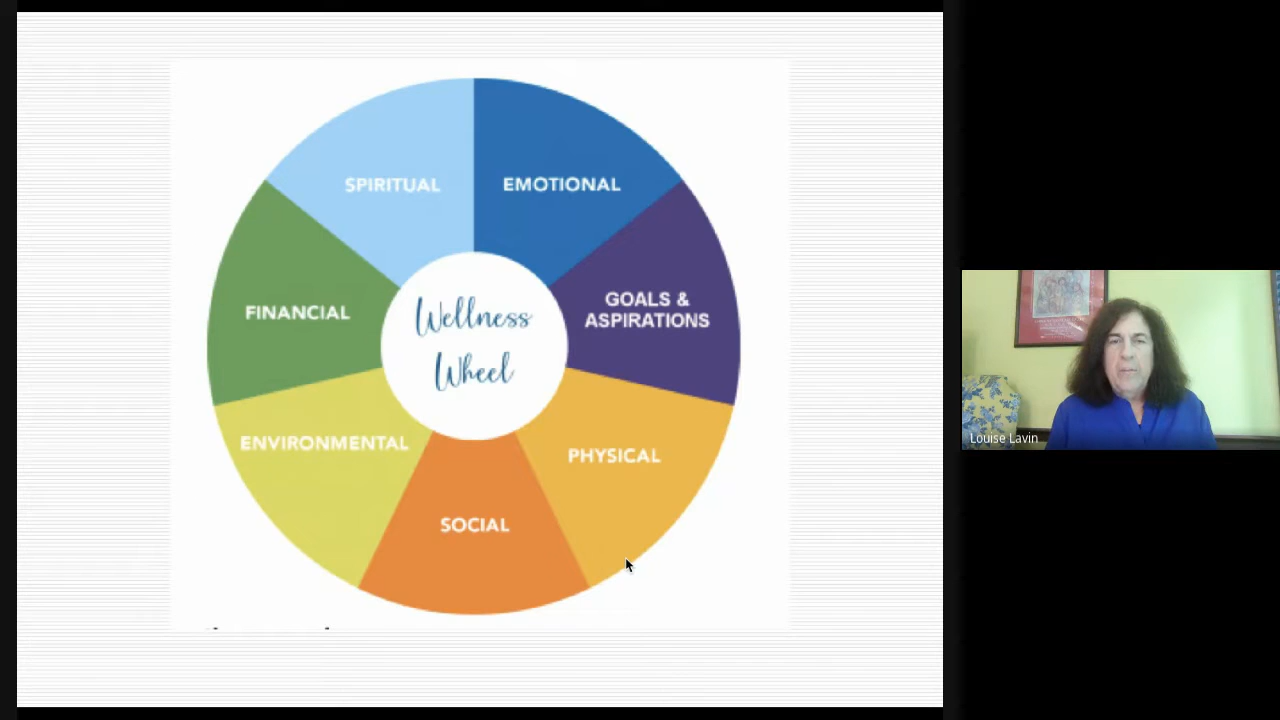 SPIRITUAL
EMOTIONAL
FINANCIAL
Wellness
Wheel
GOALS &
ASPIRATIONS
ENVIRONMENTAL
PHYSICAL
SOCIAL
Louise Lavin